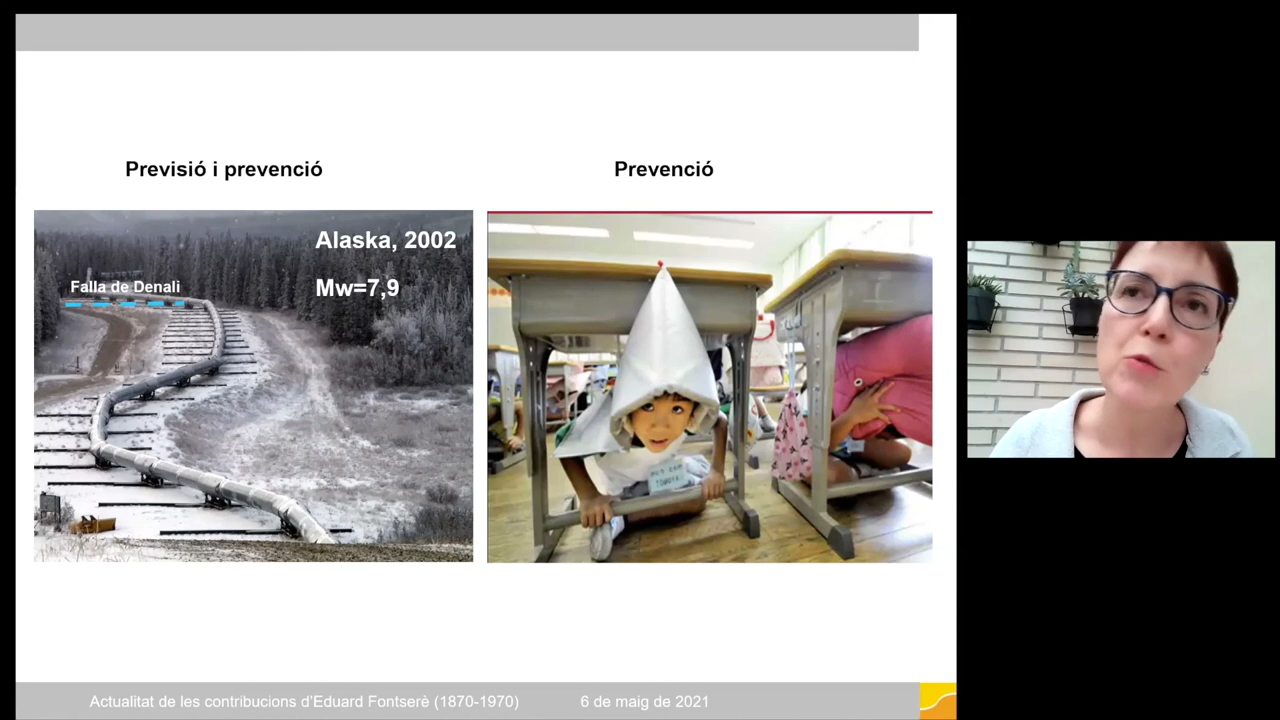 Previsió i prevenció
Prevenció
Alaska, 2002
Mw=7,9
Falla de Denali
Actualitat de les contribucions d'Eduard Fontserè (1870-1970)
6 de maig de 2021